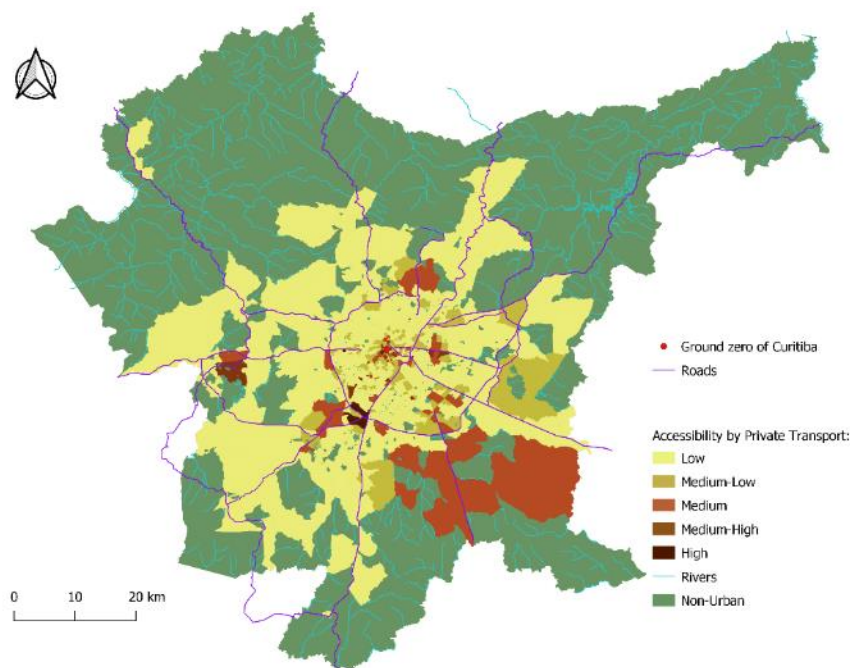 Ground zero of Curitiba
Roads
Accessibility by Private Transport:
Low
Medium-Low
Medium
Medium-High
High
Rivers
Non-Urban
0 10 20 km